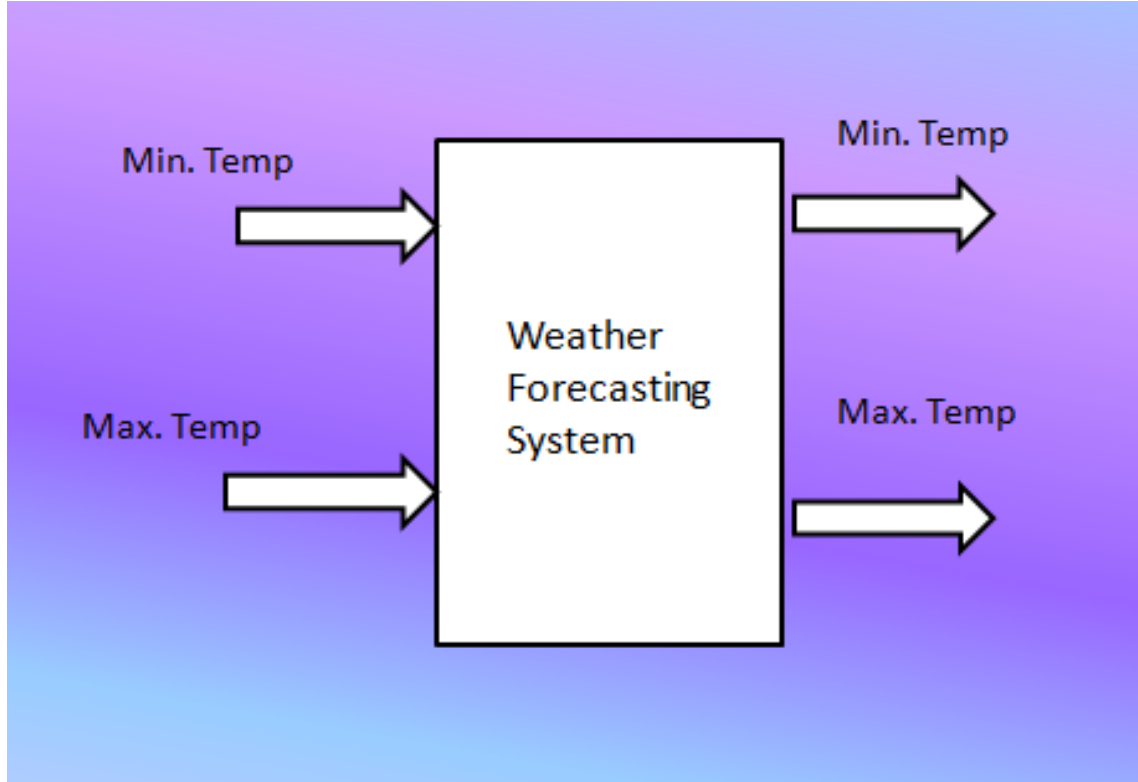 Min. Temp
Min. Temp
Weather
Forecasting
System
Max. Temp
Max. Temp